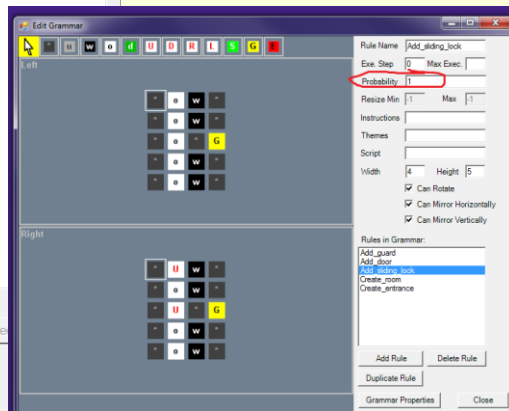 Edit Grammar
* u w o d U D R L S G E
Left
* o w *
* o w *
* o * G
* o w *
* o w *
Right
* U w *
* o w *
* U * G
* o w *
* o w *
Rule Name Add_sliding_lock
Exe. Step 0 Max Exec.
Probability 1
Resize Min -1 Max -1
Instructions
Themes
Script
Width 4 Height 5
Can Rotate
Can Mirror Horizontally
Can Mirror Vertically
Rules in Grammar:
Add_guard
Add_door
Add_sliding_lock
Create_room
Create_entrance
Add Rule Delete Rule
Duplicate Rule
Grammar Properties Close